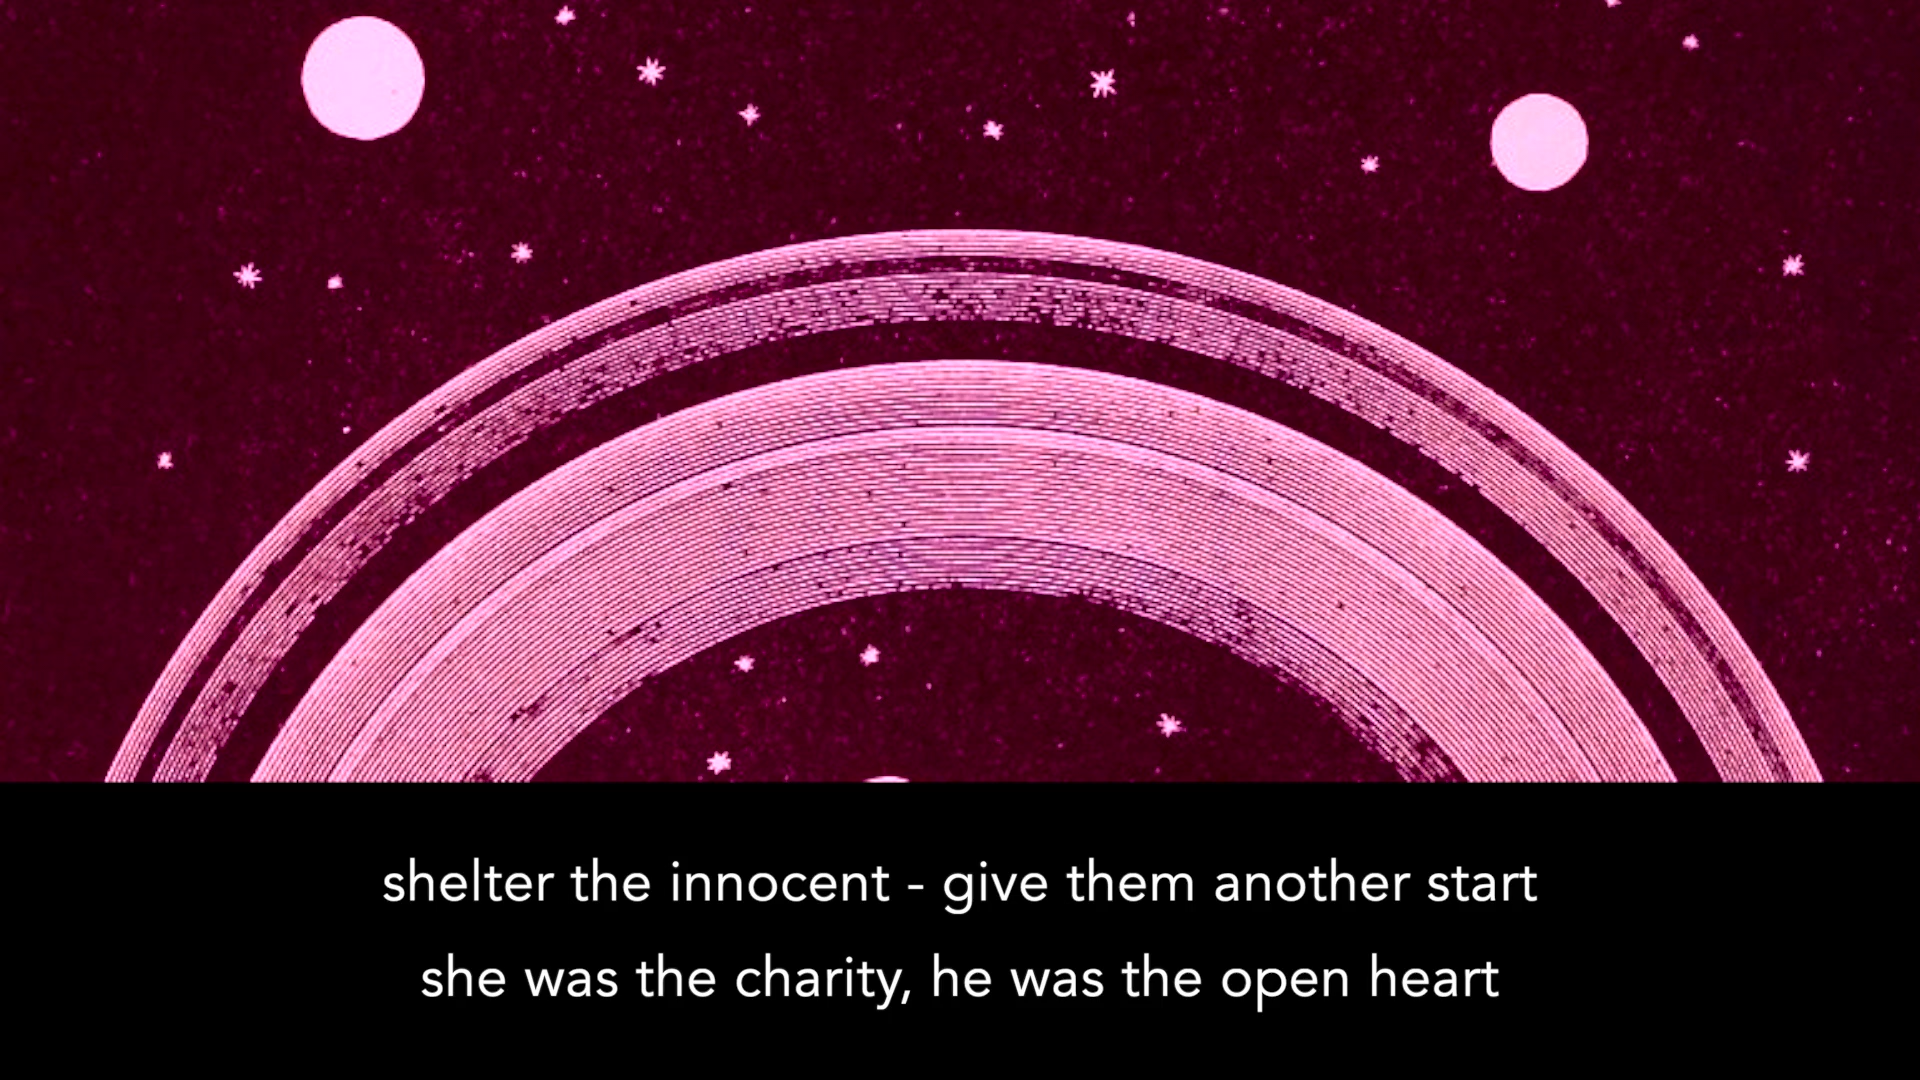 shelter the innocent - give them another start
she was the charity, he was the open heart